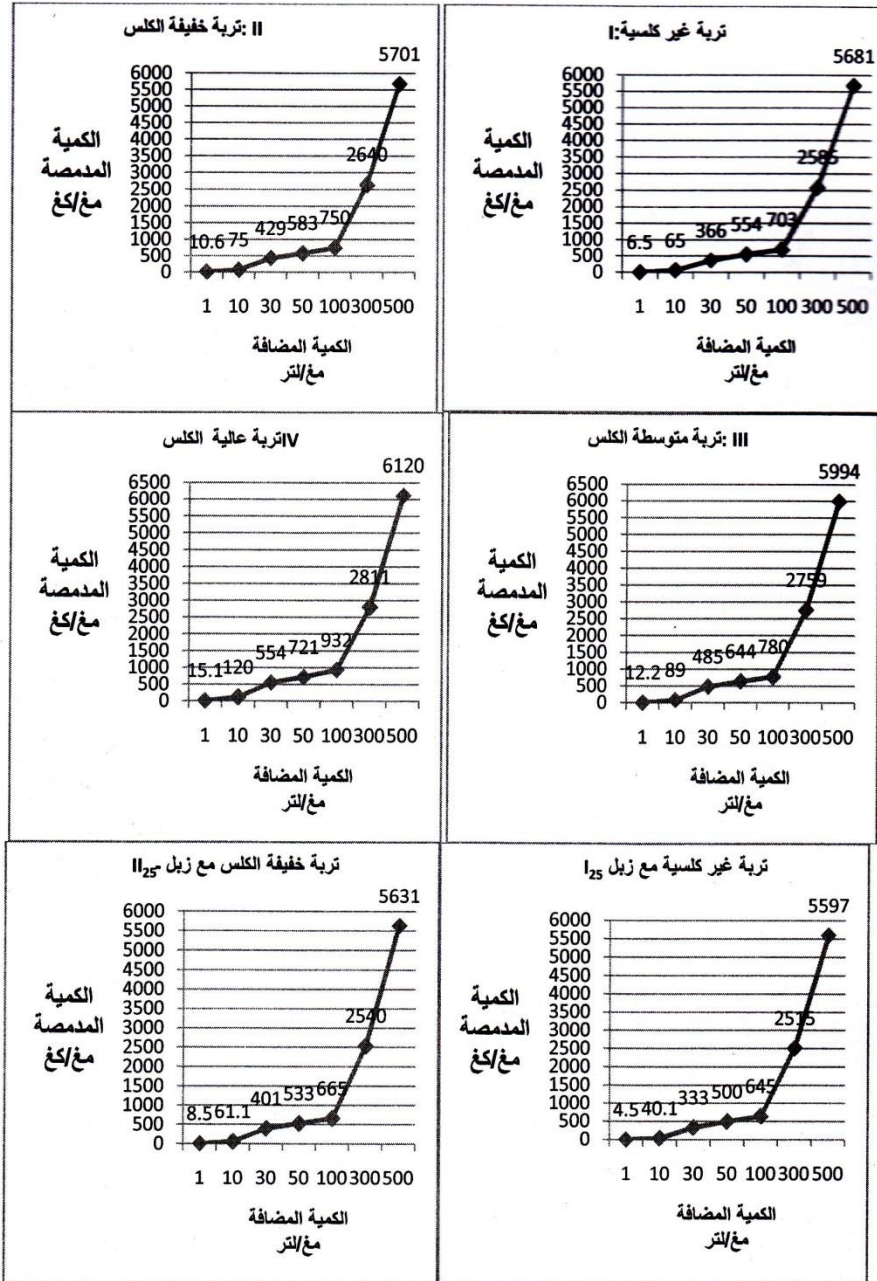 تربة غير كلسية:I
5681
6000
5500
5000
4500
4000
3500
3000
2500
2000
1500
1000
500
0
الكمية
المدمصة
مغ/كغ
6.5 65 366 554 703 2585
1 10 30 50 100 300 500
الكمية المضافة
مغ/لتر
II :تربة خفيفة الكلس
5701
6000
5500
5000
4500
4000
3500
3000
2500
2000
1500
1000
500
0
الكمية
المدمصة
مغ/كغ
10.6 75 429 583 750 2640
1 10 30 50 100 300 500
الكمية المضافة
مغ/لتر
III :تربة متوسطة الكلس
5994
6500
6000
5500
5000
4500
4000
3500
3000
2500
2000
1500
1000
500
0
الكمية
المدمصة
مغ/كغ
12.2 89 485 644 780 2759
1 10 30 50 100 300 500
الكمية المضافة
مغ/لتر
IVتربة عالية الكلس
6120
6500
6000
5500
5000
4500
4000
3500
3000
2500
2000
1500
1000
500
0
الكمية
المدمصة
مغ/كغ
15.1 120 554 721 932 2811
1 10 30 50 100 300 500
الكمية المضافة
مغ/لتر
تربة غير كلسية مع زبل I25
5597
6000
5500
5000
4500
4000
3500
3000
2500
2000
1500
1000
500
0
الكمية
المدمصة
مغ/كغ
4.5 40.1 333 500 645 2515
1 10 30 50 100 300 500
الكمية المضافة
مغ/لتر
تربة خفيفة الكلس مع زبل -II25
5631
6000
5500
5000
4500
4000
3500
3000
2500
2000
1500
1000
500
0
الكمية
المدمصة
مغ/كغ
8.5 61.1 401 533 665 2540
1 10 30 50 100 300 500
الكمية المضافة
مغ/لتر